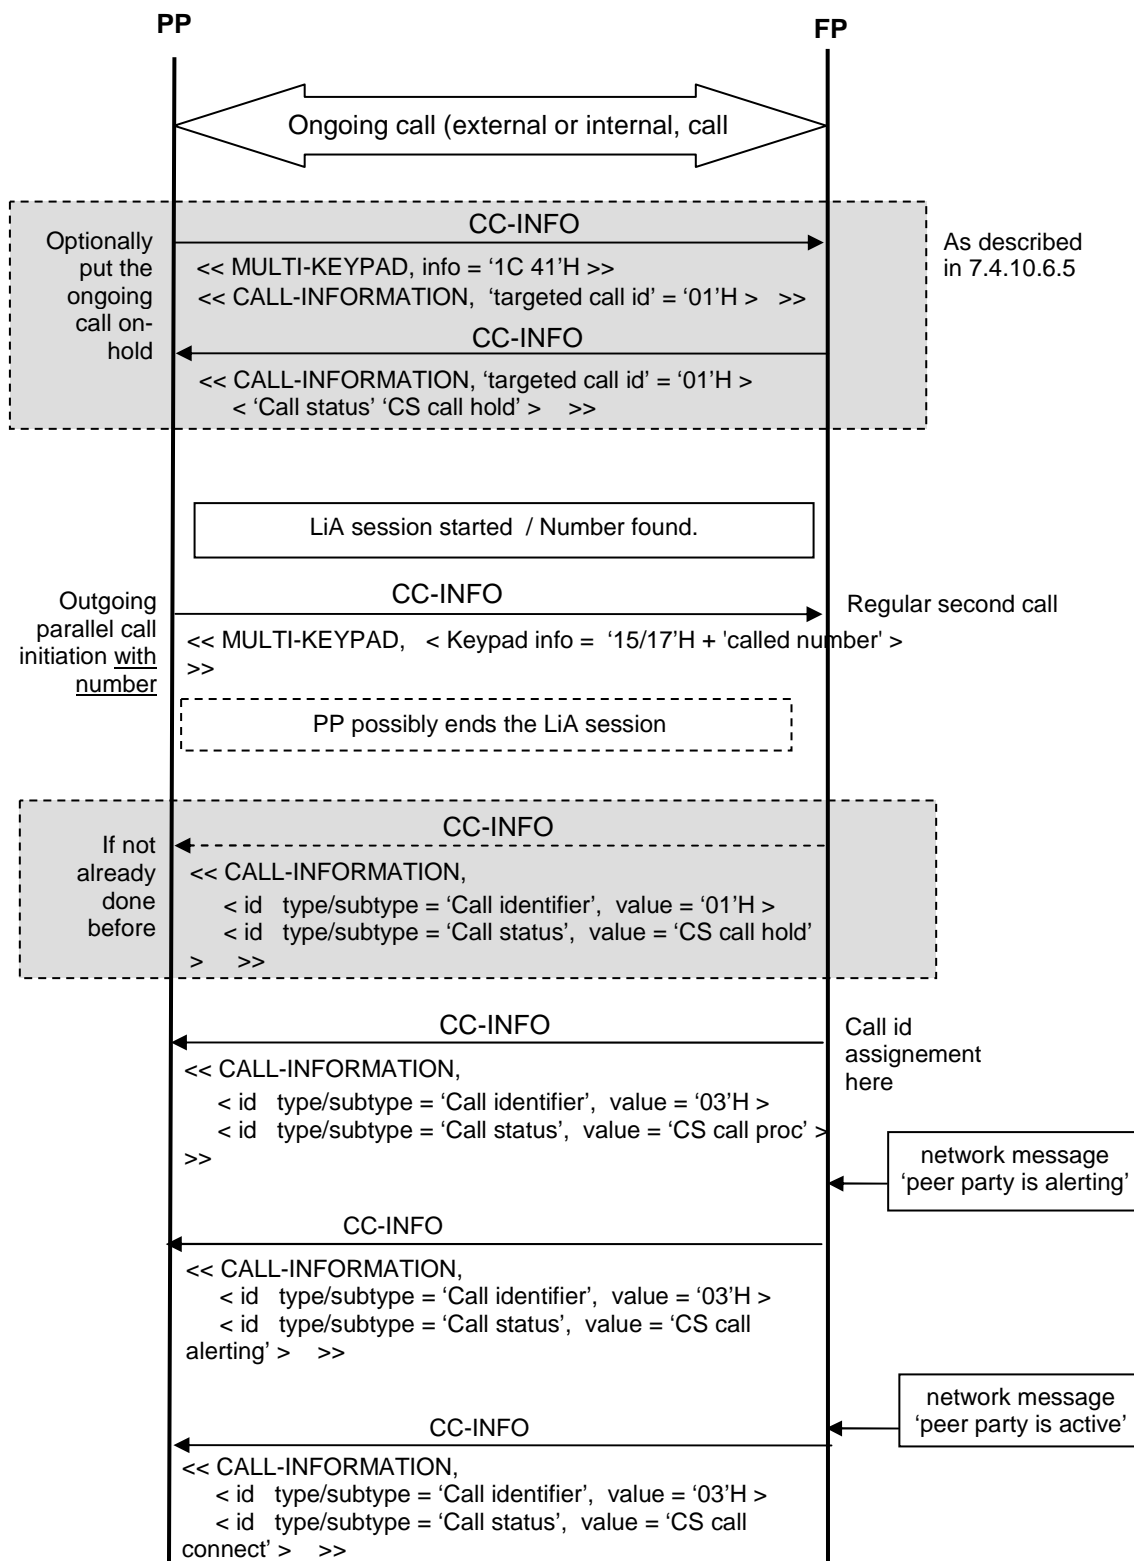 PP
FP
Ongoing call (external or internal, call
Optionally
put the
ongoing
call on-
hold
CC-INFO
<< MULTI-KEYPAD, info = '1C 41'H >>
<< CALL-INFORMATION,  ‘targeted call id’ = ‘01’H >   >>
CC-INFO
<< CALL-INFORMATION, ‘targeted call id’ = ‘01’H >
< ‘Call status’ ‘CS call hold’ >    >>
As described
in 7.4.10.6.5
LiA session started  / Number found.
Outgoing
parallel call
initiation with
number
CC-INFO
<< MULTI-KEYPAD,   < Keypad info =  ‘15/17’H + 'called number' >
>>
Regular second call
PP possibly ends the LiA session
If not
already
done
before
CC-INFO
<< CALL-INFORMATION,
< id   type/subtype = ‘Call identifier’,  value = ‘01’H >
< id   type/subtype = ‘Call status’,  value = ‘CS call hold’
>     >>
CC-INFO
<< CALL-INFORMATION,
< id   type/subtype = ‘Call identifier’,  value = ‘03’H >
< id   type/subtype = ‘Call status’,  value = ‘CS call proc’ >
>>
Call id
assignement
here
network message
‘peer party is alerting’
CC-INFO
<< CALL-INFORMATION,
< id   type/subtype = ‘Call identifier’,  value = ‘03’H >
< id   type/subtype = ‘Call status’,  value = ‘CS call
alerting’ >    >>
network message
‘peer party is active’
CC-INFO
<< CALL-INFORMATION,
< id   type/subtype = ‘Call identifier’,  value = ‘03’H >
< id   type/subtype = ‘Call status’,  value = ‘CS call
connect’ >    >>